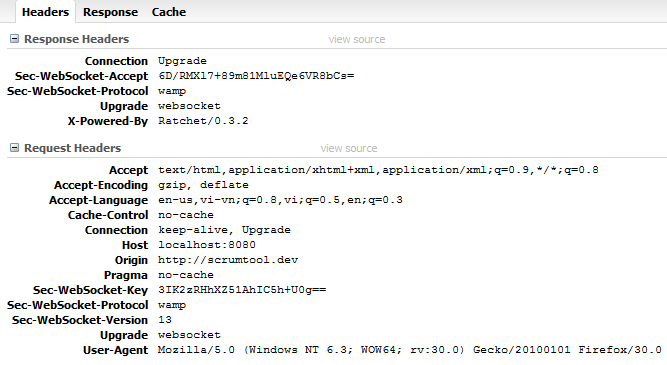 Headers Response Cache
Response Headers view source
Connection Upgrade
Sec-WebSocket-Accept 6D/RMXl7+89m81MluEQe6VR8bCs=
Sec-WebSocket-Protocol wamp
Upgrade websocket
X-Powered-By Ratchet/0.3.2
Request Headers view source
Accept text/html,application/xhtml+xml,application/xml;q=0.9,*/*;q=0.8
Accept-Encoding gzip, deflate
Accept-Language en-us,vi-vn;q=0.8,vi;q=0.5,en;q=0.3
Cache-Control no-cache
Connection keep-alive, Upgrade
Host localhost:8080
Origin http://scrumtool.dev
Pragma no-cache
Sec-WebSocket-Key 3IK2zRHhXZ51AhIC5h+U0g==
Sec-WebSocket-Protocol wamp
Sec-WebSocket-Version 13
Upgrade websocket
User-Agent Mozilla/5.0 (Windows NT 6.3; WOW64; rv:30.0) Gecko/20100101 Firefox/30.0